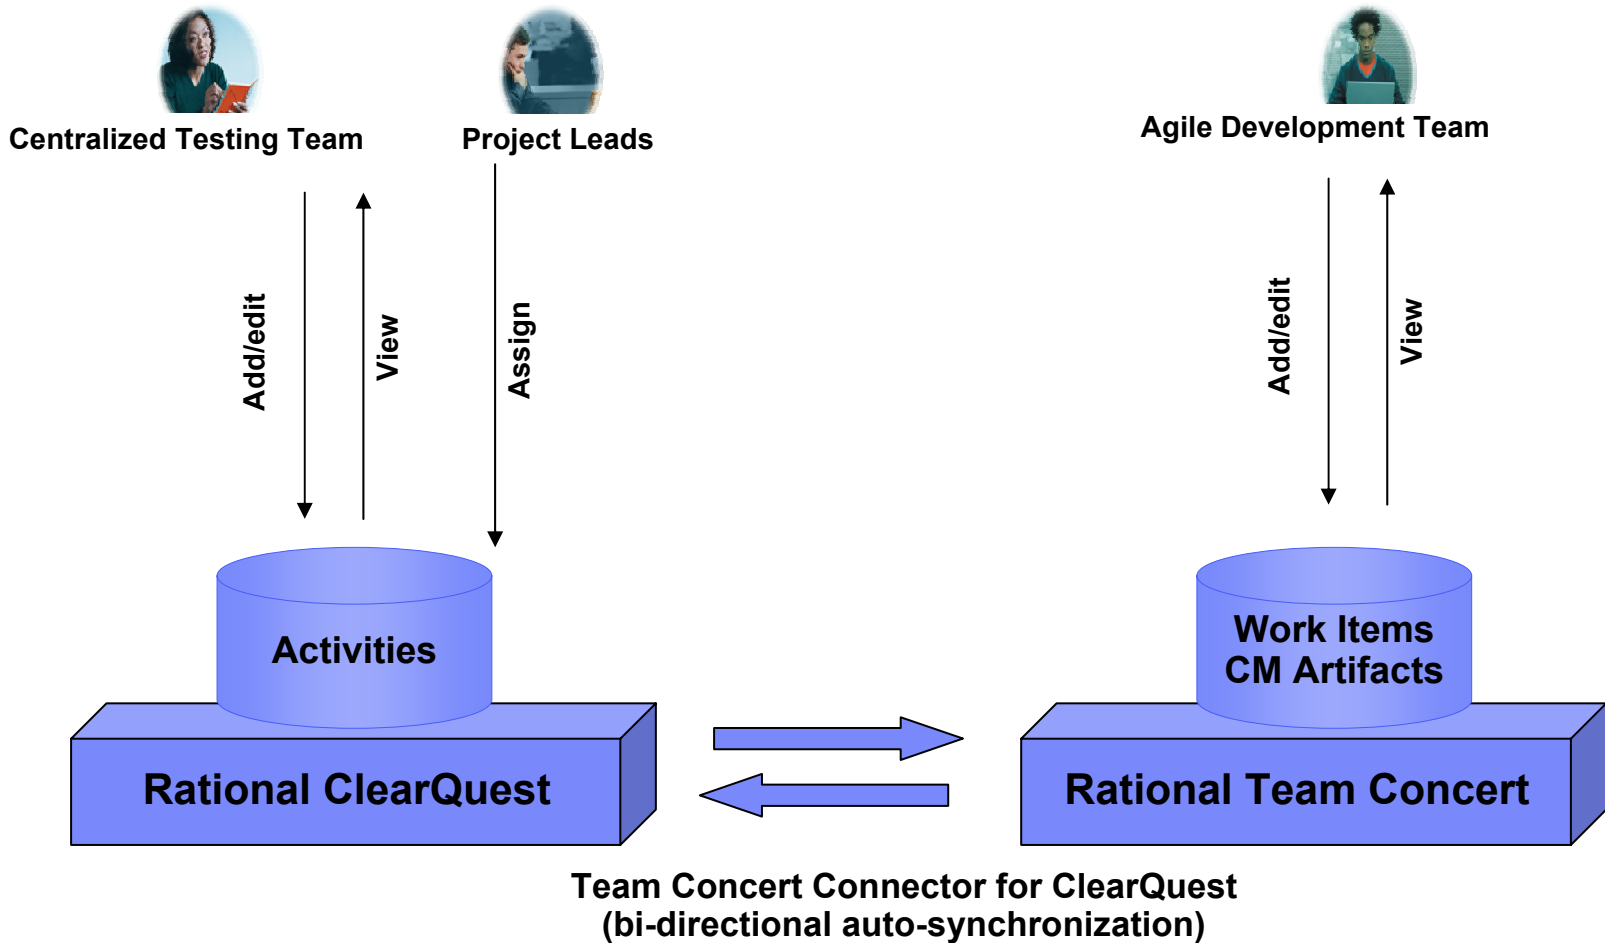 Centralized Testing Team
Project Leads
Agile Development Team
Add/edit
View
Assign
Add/edit
View
Activities
Work Items
CM Artifacts
Rational ClearQuest
Rational Team Concert
Team Concert Connector for ClearQuest
(bi-directional auto-synchronization)